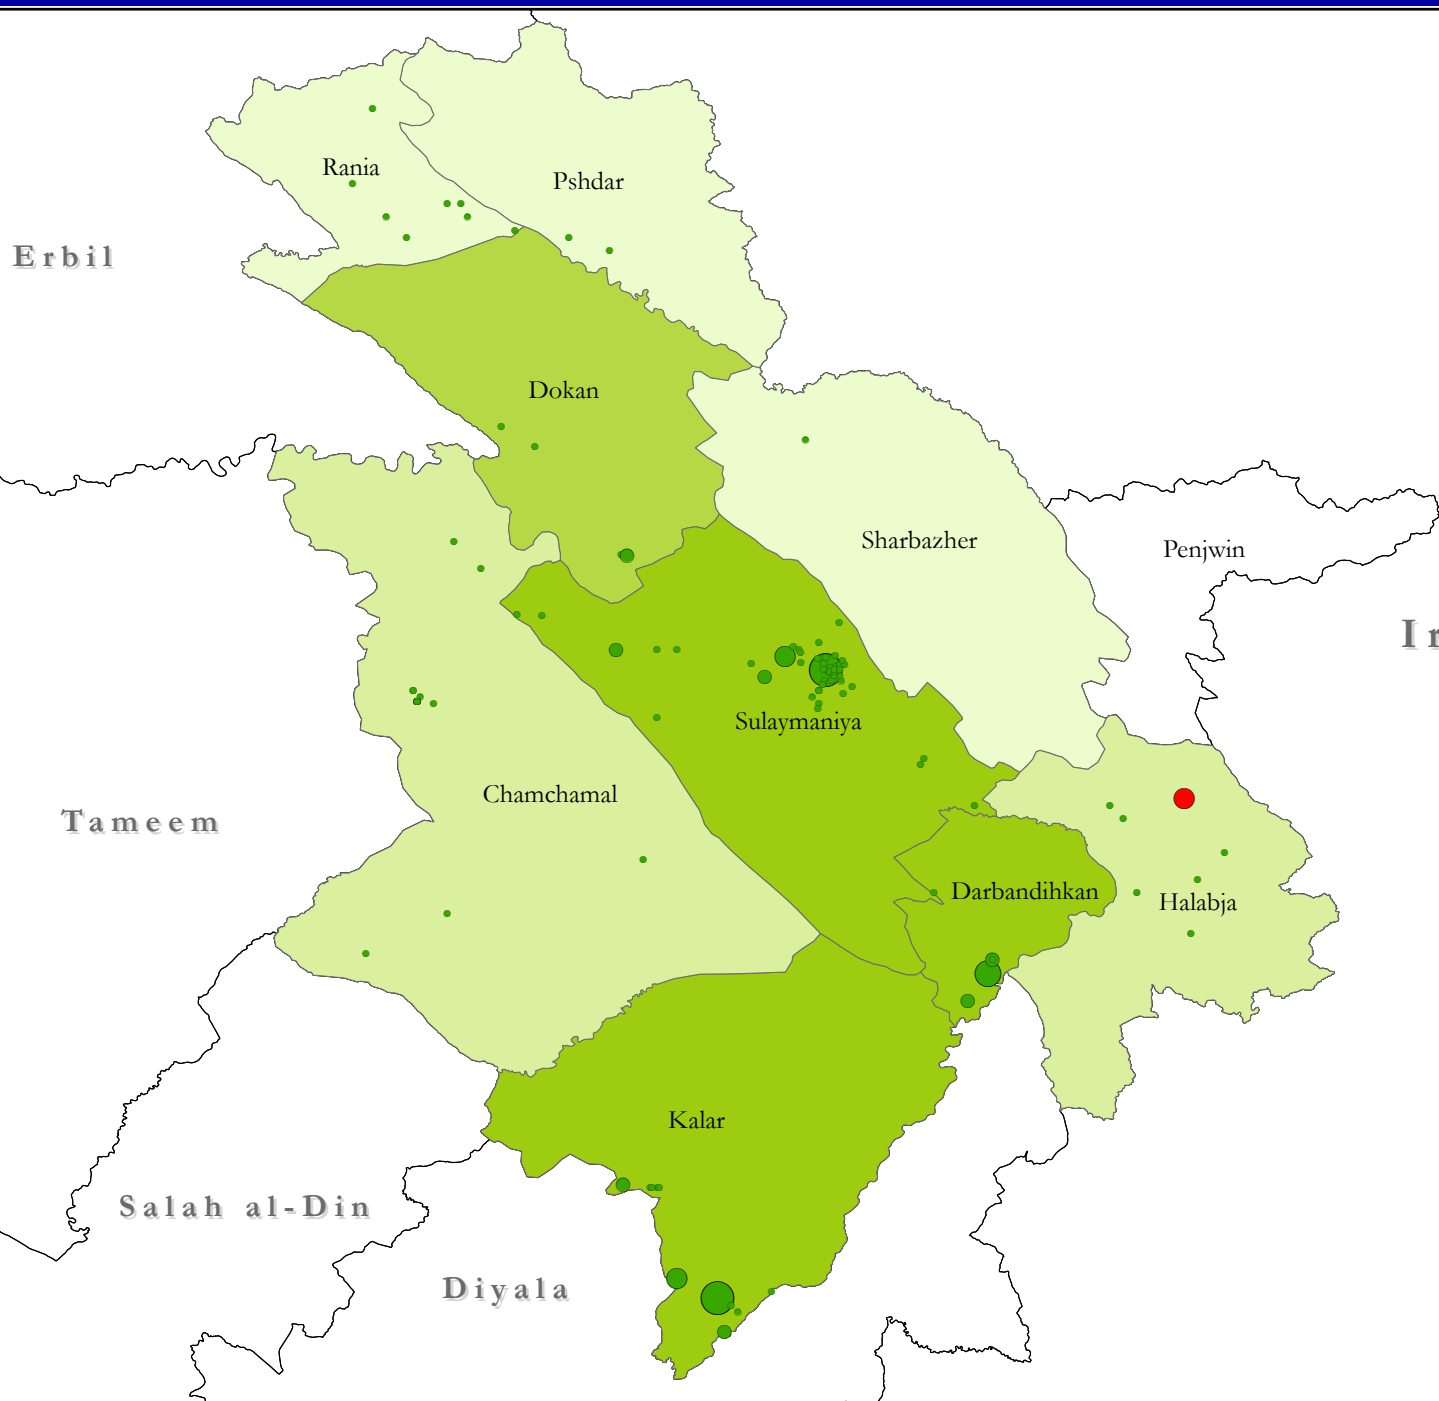 Rania
Pshdar
Erbil
Dokan
Sharbazher
Penjwin
Sulaymaniya
Chamchamal
Tameem
Darbandihkan
Halabja
Kalar
Salah al-Din
Diyala